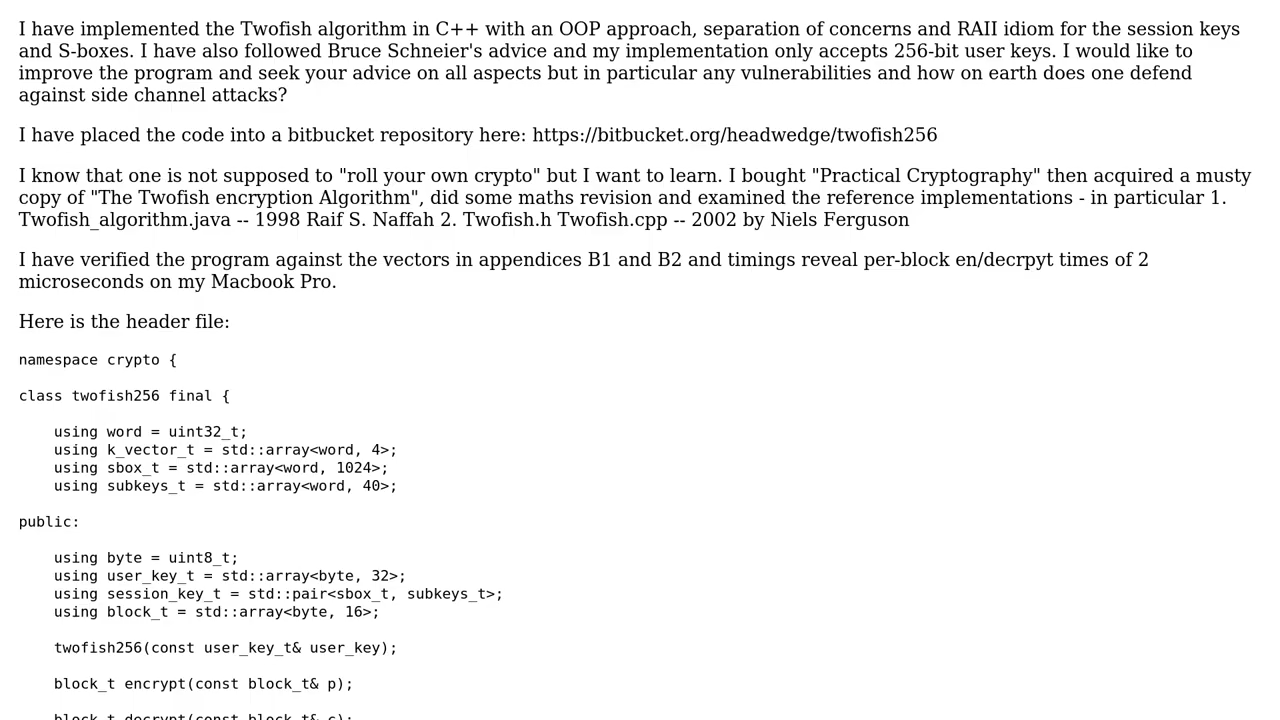 I have implemented the Twofish algorithm in C++ with an OOP approach, separation of concerns and RAII idiom for the session keys
and S-boxes. I have also followed Bruce Schneier's advice and my implementation only accepts 256-bit user keys. I would like to
improve the program and seek your advice on all aspects but in particular any vulnerabilities and how on earth does one defend
against side channel attacks?
I have placed the code into a bitbucket repository here: https://bitbucket.org/headwedge/twofish256
I know that one is not supposed to "roll your own crypto" but I want to learn. I bought "Practical Cryptography" then acquired a musty
copy of "The Twofish encryption Algorithm", did some maths revision and examined the reference implementations - in particular 1.
Twofish_algorithm.java -- 1998 Raif S. Naffah 2. Twofish.h Twofish.cpp -- 2002 by Niels Ferguson
I have verified the program against the vectors in appendices B1 and B2 and timings reveal per-block en/decrpyt times of 2
microseconds on my Macbook Pro.
Here is the header file:
namespace crypto {
class twofish256 final {
using word = uint32_t;
using k_vector_t = std::array<word, 4>;
using sbox_t = std::array<word, 1024>;
using subkeys_t = std::array<word, 40>;
public:
using byte = uint8_t;
using user_key_t = std::array<byte, 32>;
using session_key_t = std::pair<sbox_t, subkeys_t>;
using block_t = std::array<byte, 16>;
twofish256(const user_key_t& user_key);
block_t encrypt(const block_t& p);
block_t decrypt(const block_t& c);